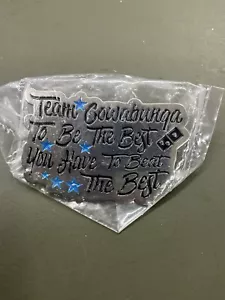 Team Cowabunga
To Be The Best
You Have To Beat
The Best